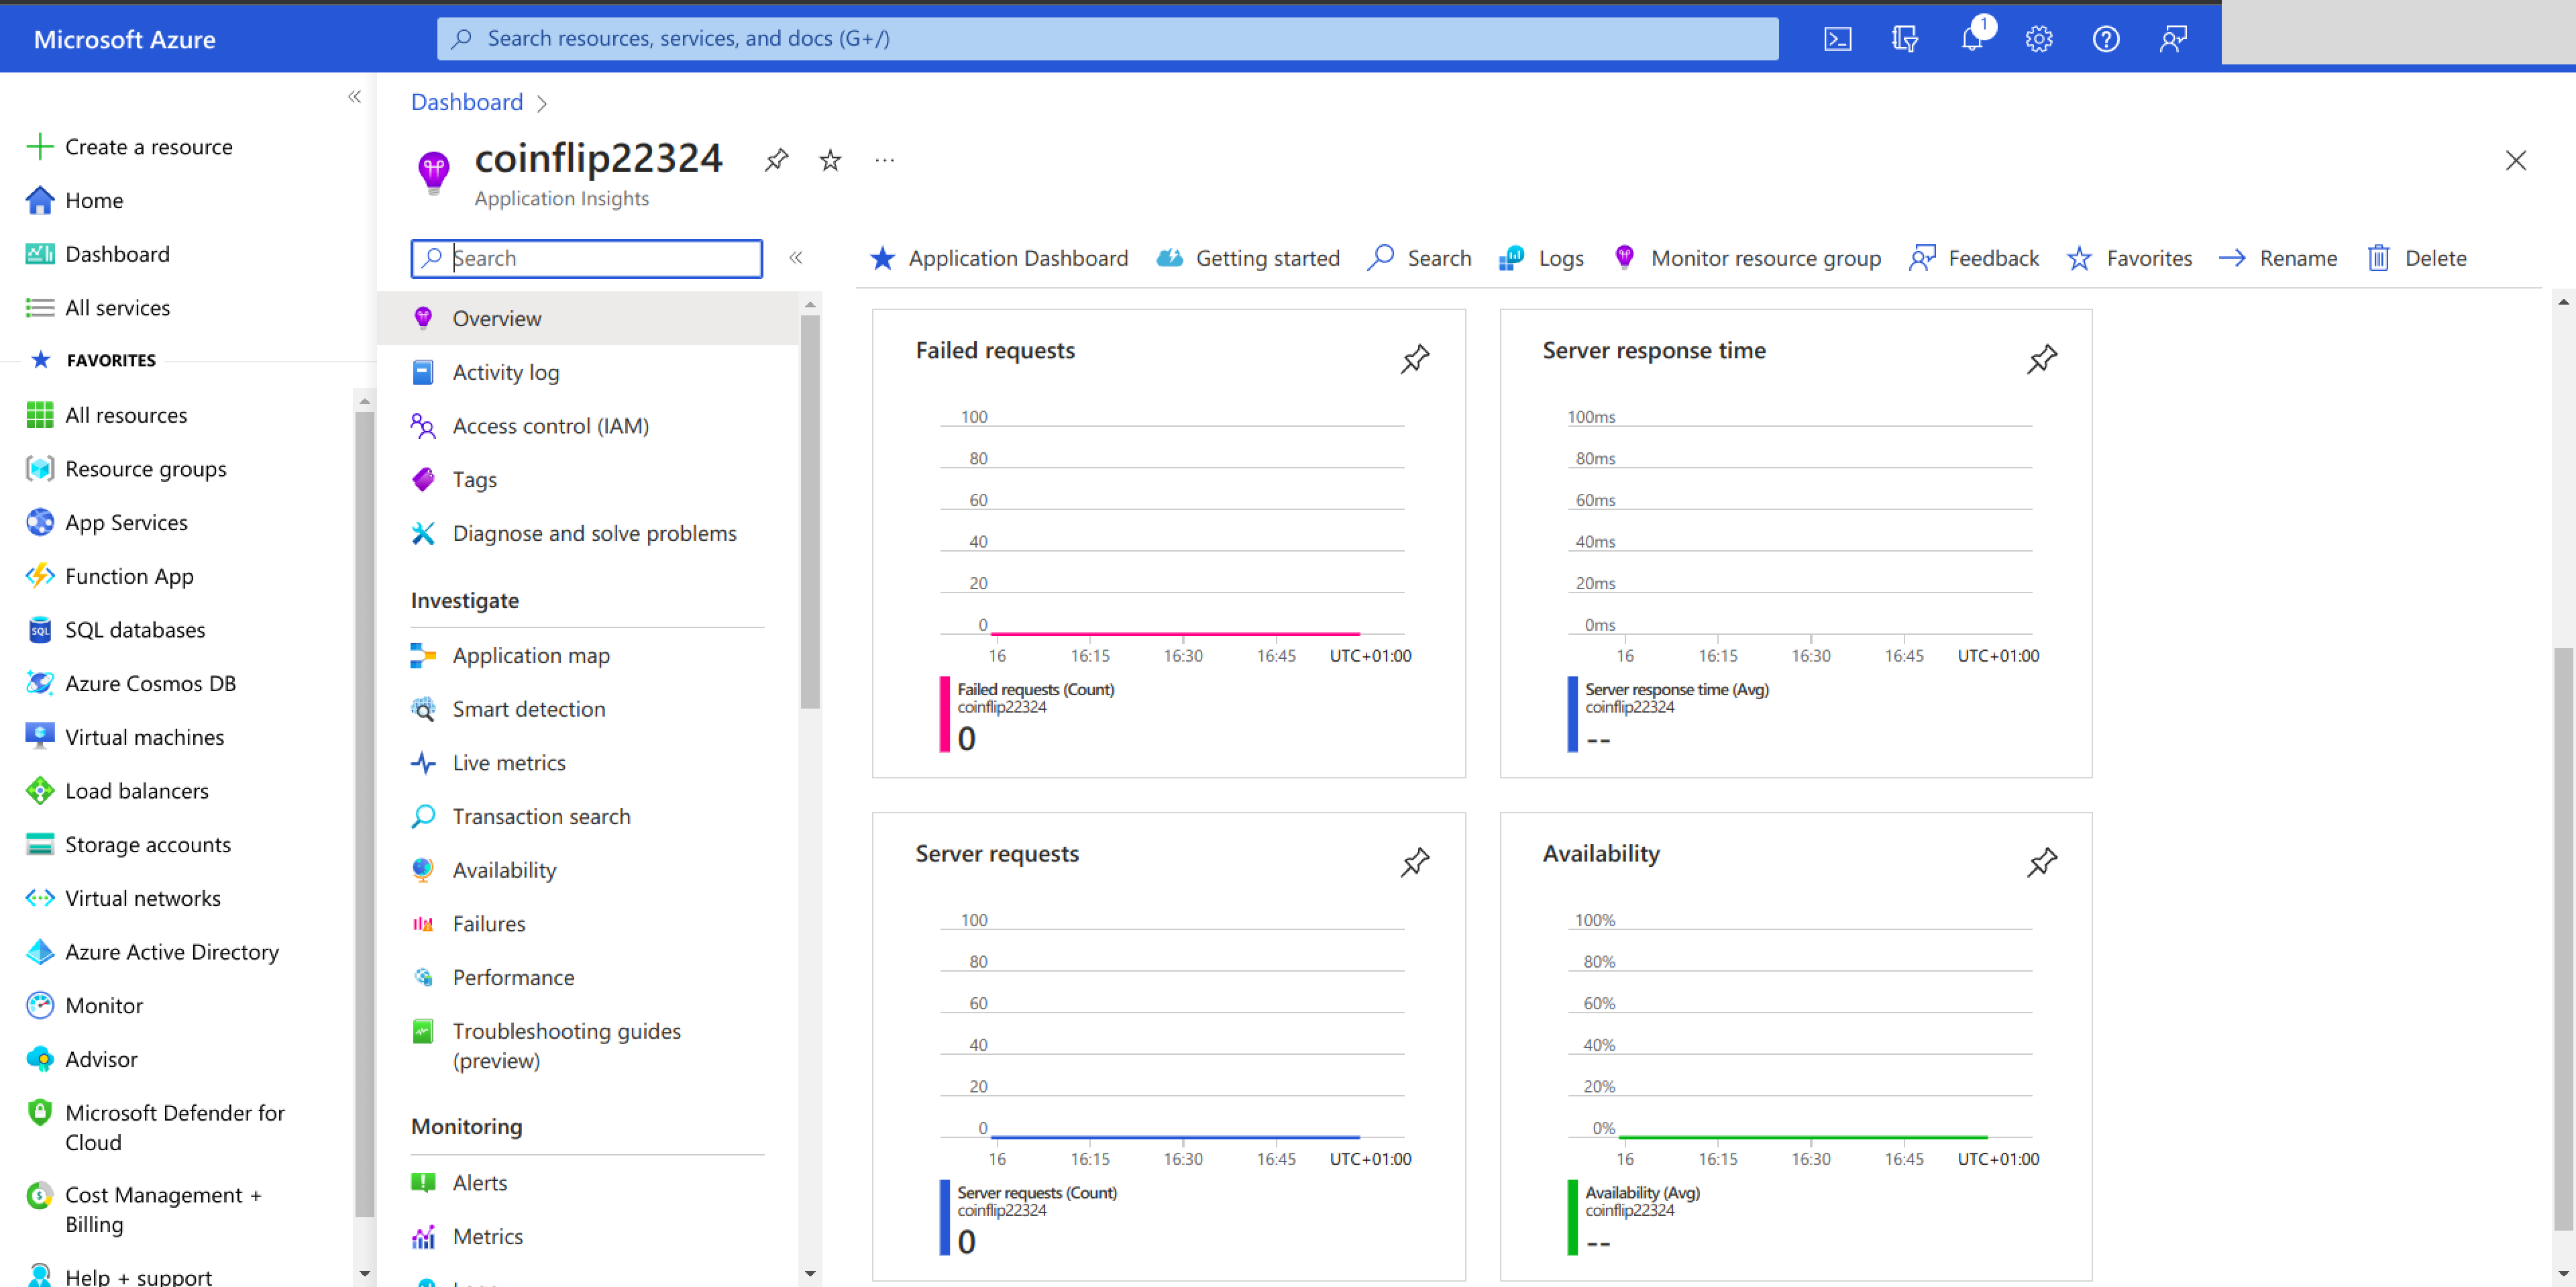 Microsoft Azure
Search resources, services, and docs (G+/)
1
Create a resource
Home
Dashboard
All services
FAVORITES
All resources
Resource groups
App Services
Function App
SQL databases
Azure Cosmos DB
Virtual machines
Load balancers
Storage accounts
Virtual networks
Azure Active Directory
Monitor
Advisor
Microsoft Defender for
Cloud
Cost Management +
Billing
Help + support
Dashboard
coinflip22324
Application Insights
Search
Overview
Activity log
Access control (IAM)
Tags
Diagnose and solve problems
Investigate
Application map
Smart detection
Live metrics
Transaction search
Availability
Failures
Performance
Troubleshooting guides
(preview)
Monitoring
Alerts
Metrics
Application Dashboard Getting started Search Logs Monitor resource group Feedback Favorites Rename Delete
Failed requests
100
80
60
40
20
0
16 16:15 16:30 16:45 UTC+01:00
Failed requests (Count)
coinflip22324
0
Server response time
100ms
80ms
60ms
40ms
20ms
0ms
16 16:15 16:30 16:45 UTC+01:00
Server response time (Avg)
coinflip22324
--
Server requests
100
80
60
40
20
0
16 16:15 16:30 16:45 UTC+01:00
Server requests (Count)
coinflip22324
0
Availability
100%
80%
60%
40%
20%
0%
16 16:15 16:30 16:45 UTC+01:00
Availability (Avg)
coinflip22324
--